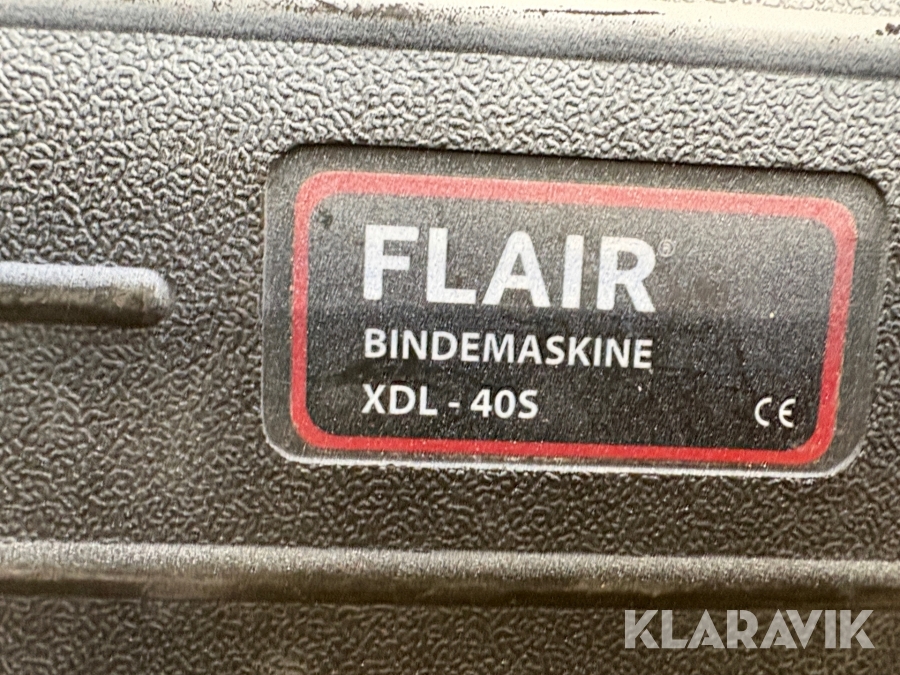 FLAIR®
BINDEMASKINE
XDL - 40S
CE
KLARAVIK